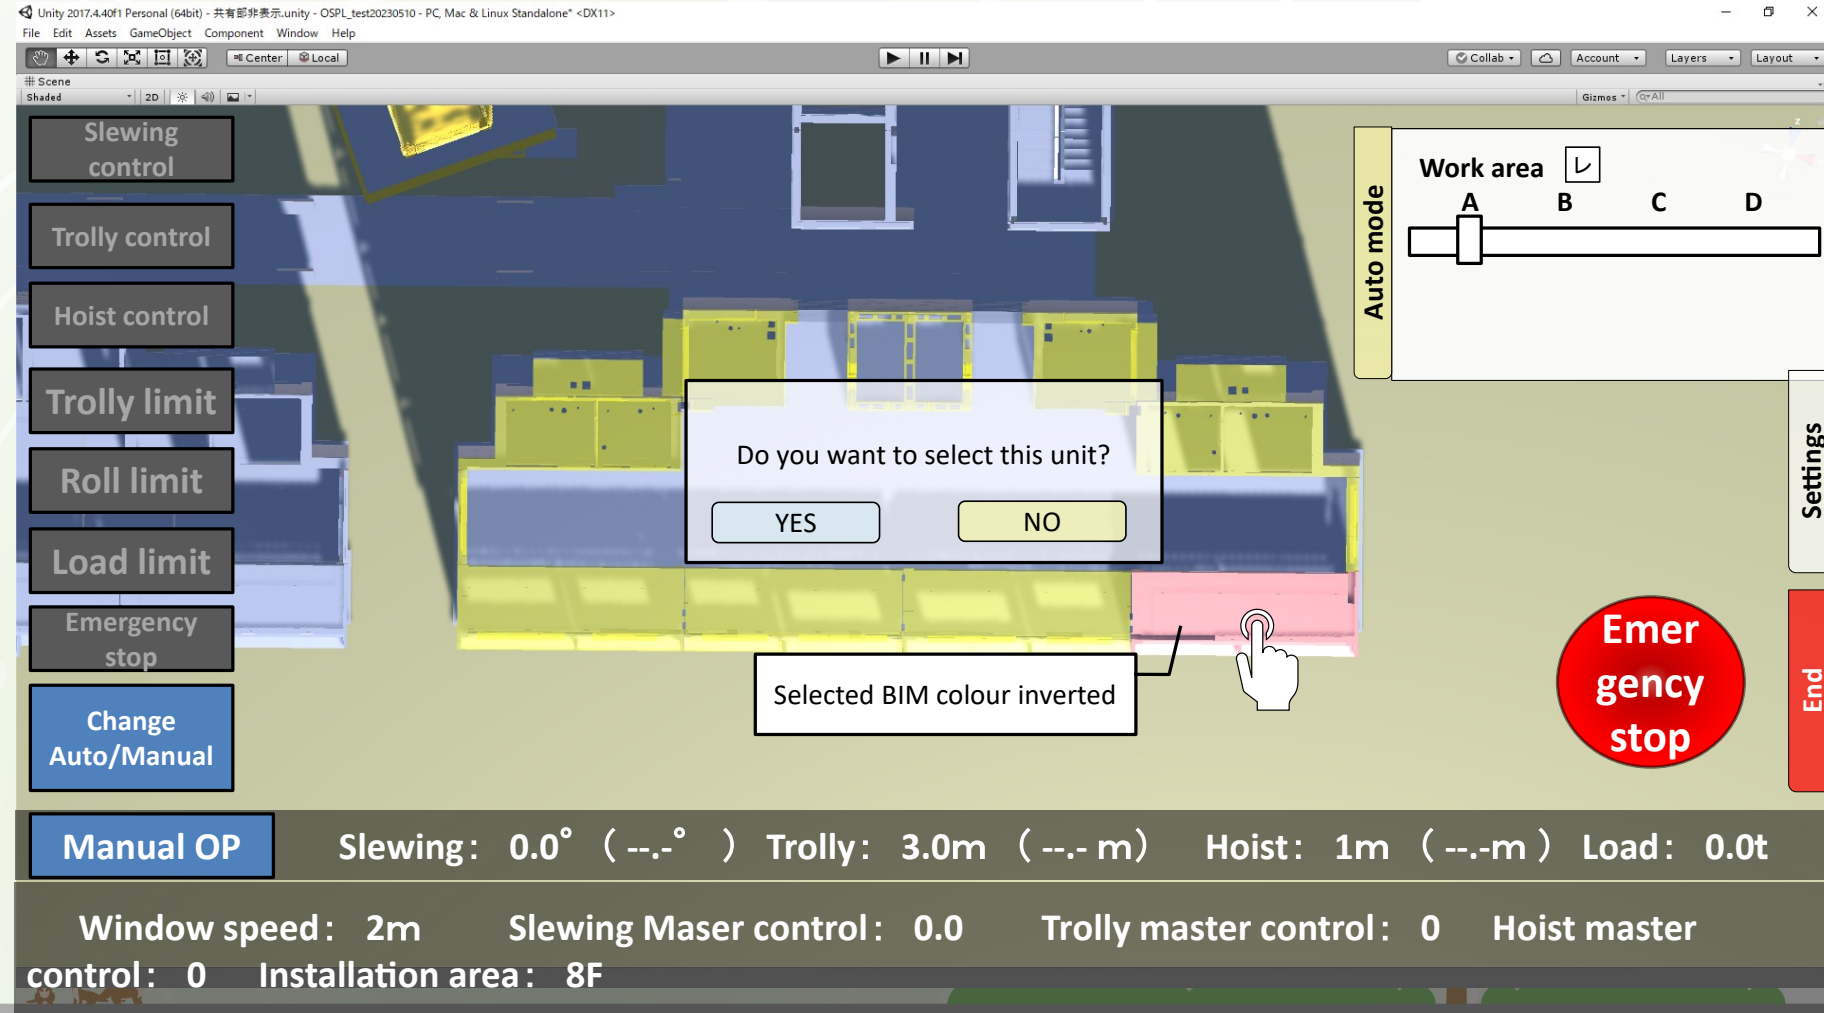 Unity 2017.4.40f1 Personal (64bit) - 共有部非表示.unity - OSPL_test20230510 - PC, Mac & Linux Standalone* <DX11>
File Edit Assets GameObject Component Window Help
Center Local Collab Account Layers Layout
Scene
Shaded 2D Gizmos All
Slewing
control
Trolly control
Hoist control
Trolly limit
Roll limit
Load limit
Emergency
stop
Change
Auto/Manual
Auto mode
Work area レ
A B C D
z
Settings
Do you want to select this unit?
YES NO
Selected BIM colour inverted
Emer
gency
stop
End
Manual OP Slewing: 0.0° (--.-° ) Trolly: 3.0m (--.- m) Hoist: 1m (--.-m) Load: 0.0t
Window speed: 2m Slewing Maser control: 0.0 Trolly master control: 0 Hoist master
control: 0 Installation area: 8F